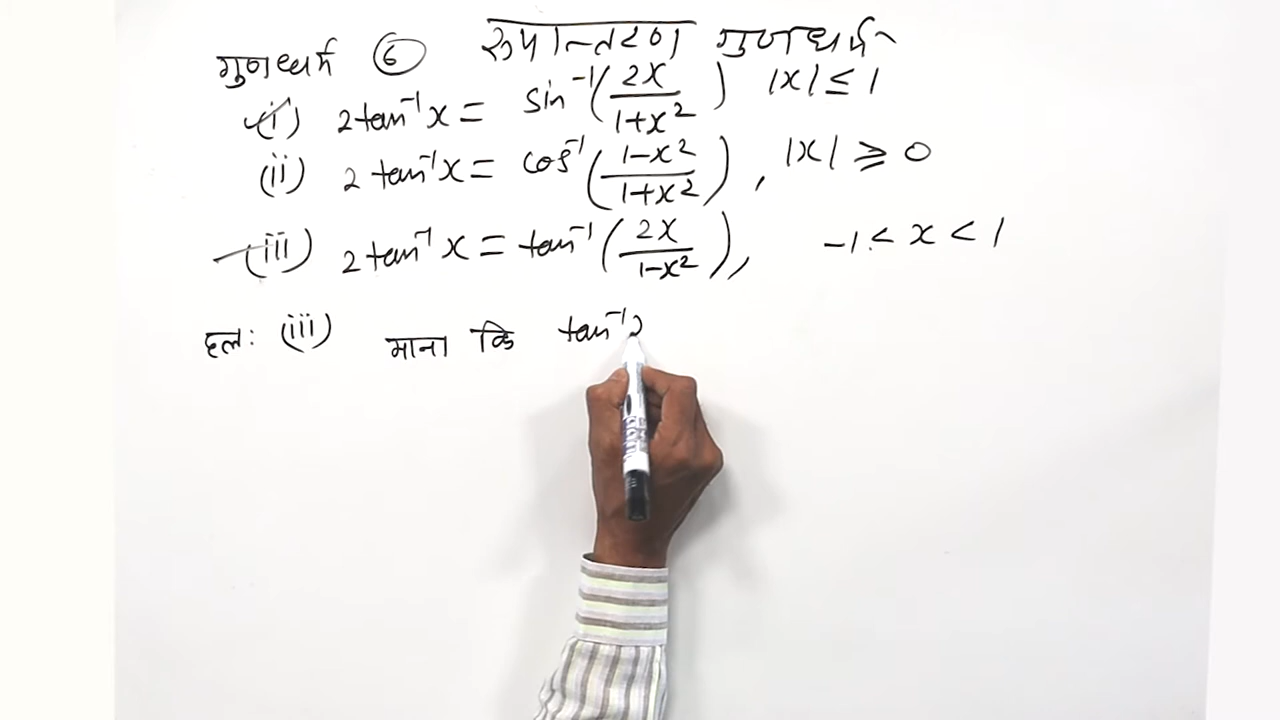 गुणधर्म ⑥ रूपान्तरण गुणधर्म
(i) 2tan⁻¹x = sin⁻¹(2x/1+x²) |x| ≤ 1
(ii) 2tan⁻¹x = cos⁻¹(1-x²/1+x²), |x| ≥ 0
(iii) 2tan⁻¹x = tan⁻¹(2x/1-x²), -1 < x < 1
हल: (iii) माना कि tan⁻¹2